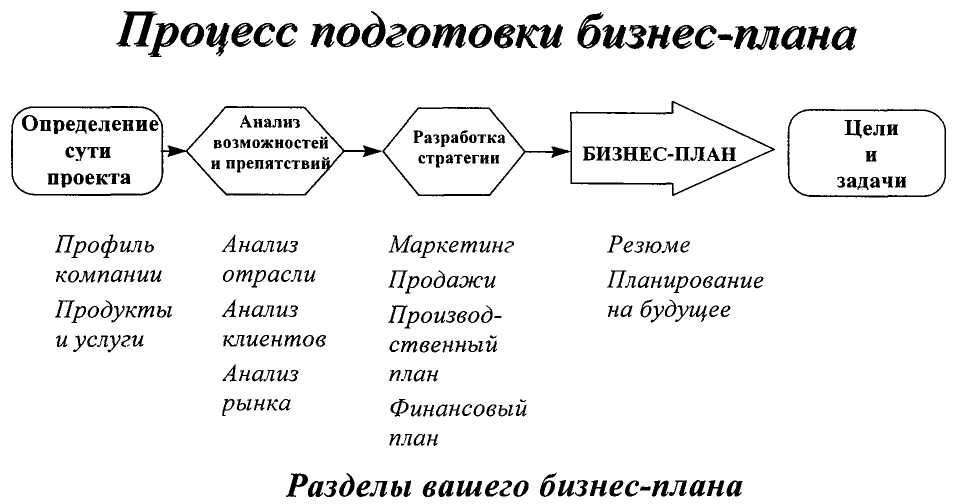 Процесс подготовки бизнес-плана
Определение
сути
проекта
Анализ
возможностей
и препятствий
Разработка
стратегии
БИЗНЕС-ПЛАН
Цели
и
задачи
Профиль
компании
Продукты
и услуги
Анализ
отрасли
Анализ
клиентов
Анализ
рынка
Маркетинг
Продажи
Производ-
ственный
план
Финансовый
план
Резюме
Планирование
на будущее
Разделы вашего бизнес-плана